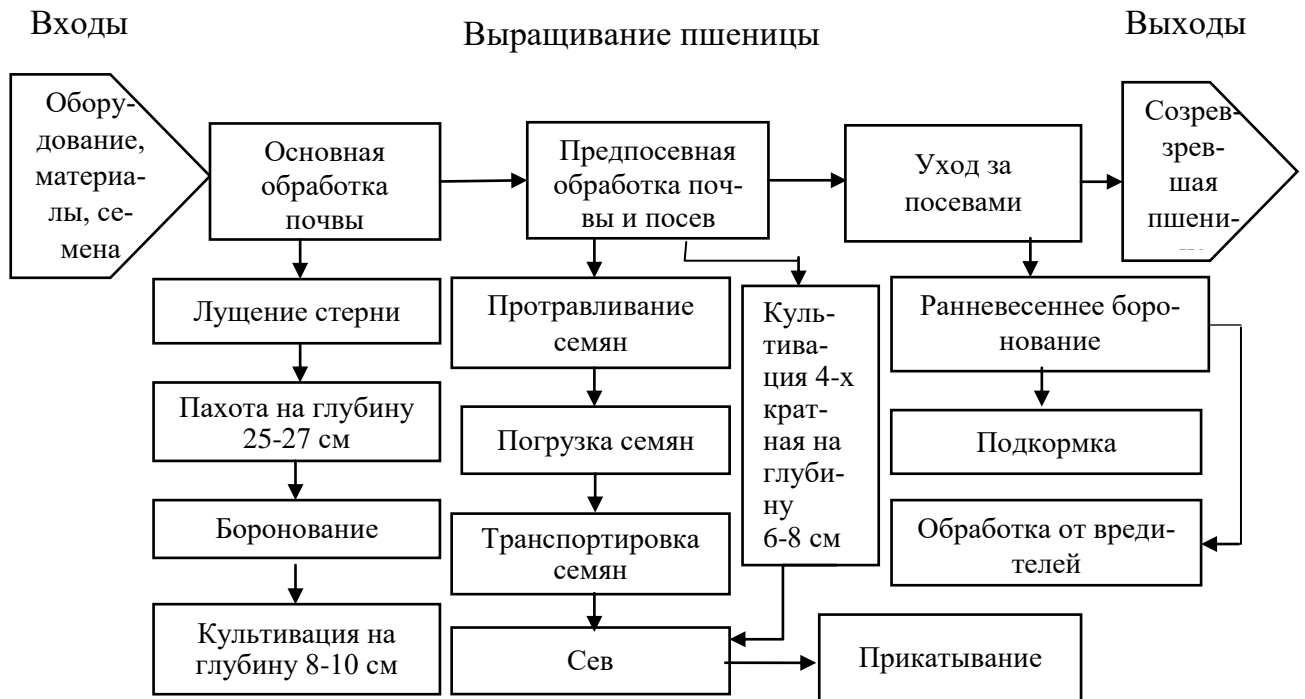 Входы
Выращивание пшеницы
Выходы
Обору-
дование,
материа-
лы, се-
мена
Основная
обработка
почвы
Предпосевная
обработка поч-
вы и посев
Уход за
посевами
Созрев-
зрев-
шая
пшени-
Лущение стерни
Пахота на глубину
25-27 см
Боронование
Культивация на
глубину 8-10 см
Протравливание
семян
Погрузка семян
Транспортировка
семян
Сев
Куль-
тива-
ция 4-х
крат-
ная на
глуби-
ну
6-8 см
Прикатывание
Ранневесеннее боро-
нование
Подкормка
Обработка от вреди-
телей